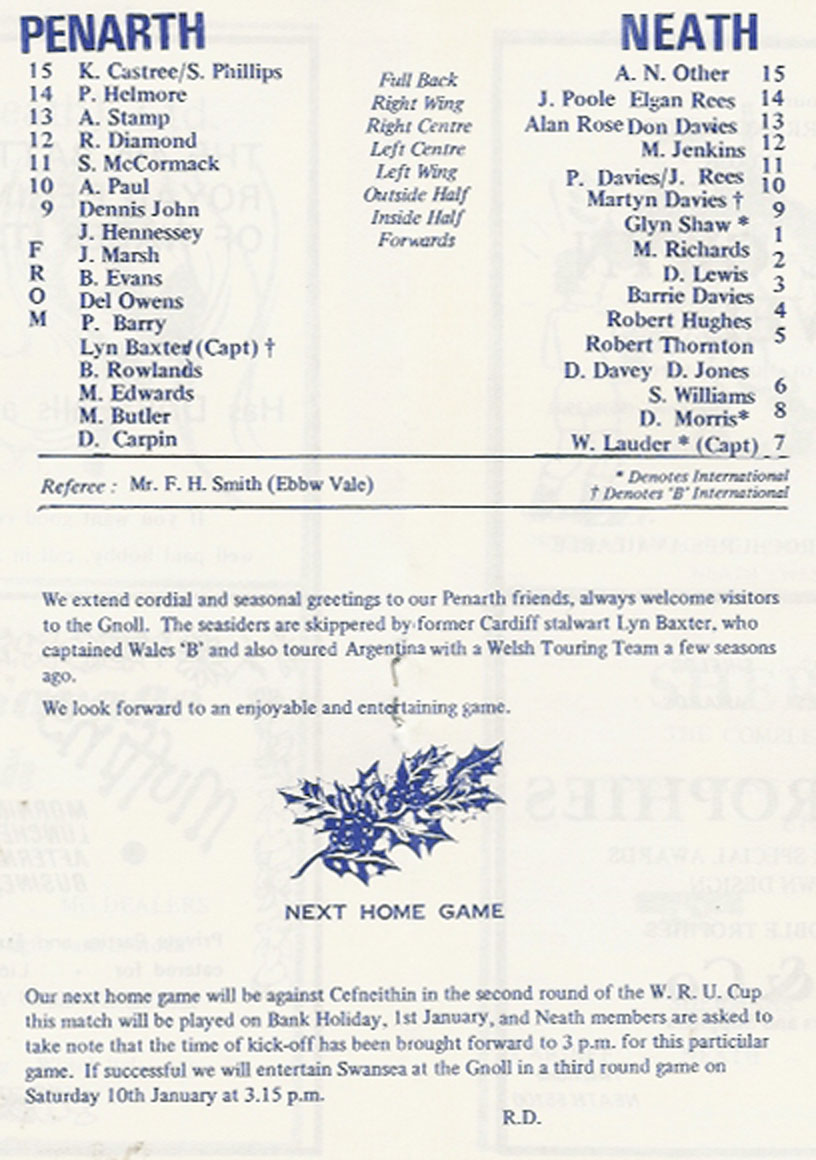 PENARTH NEATH
15 K. Castree/S. Phillips Full Back A. N. Other 15
14 P. Helmore Right Wing J. Poole Elgan Rees 14
13 A. Stamp Right Centre Alan Rose Don Davies 13
12 R. Diamond Left Centre M. Jenkins 12
11 S. McCormack Left Wing P. Davies/J. Rees 11
10 A. Paul Outside Half Martyn Davies † 10
9 Dennis John Inside Half Glyn Shaw * 9
J. Hennessey Forwards M. Richards 1
F J. Marsh D. Lewis 2
R B. Evans Barrie Davies 3
O Del Owens Robert Hughes 4
M P. Barry Robert Thornton 5
Lyn Baxter (Capt) † D. Davey D. Jones
B. Rowlands S. Williams 6
M. Edwards D. Morris* 8
M. Butler W. Lauder * (Capt) 7
D. Carpin
Referee : Mr. F. H. Smith (Ebbw Vale) * Denotes International
† Denotes 'B' International
We extend cordial and seasonal greetings to our Penarth friends, always welcome visitors
to the Gnoll. The seasiders are skippered by former Cardiff stalwart Lyn Baxter, who
captained Wales 'B' and also toured Argentina with a Welsh Touring Team a few seasons
ago.
We look forward to an enjoyable and entertaining game.
NEXT HOME GAME
Our next home game will be against Cefneithin in the second round of the W. R. U. Cup
this match will be played on Bank Holiday, 1st January, and Neath members are asked to
take note that the time of kick-off has been brought forward to 3 p.m. for this particular
game. If successful we will entertain Swansea at the Gnoll in a third round game on
Saturday 10th January at 3.15 p.m.
R.D.